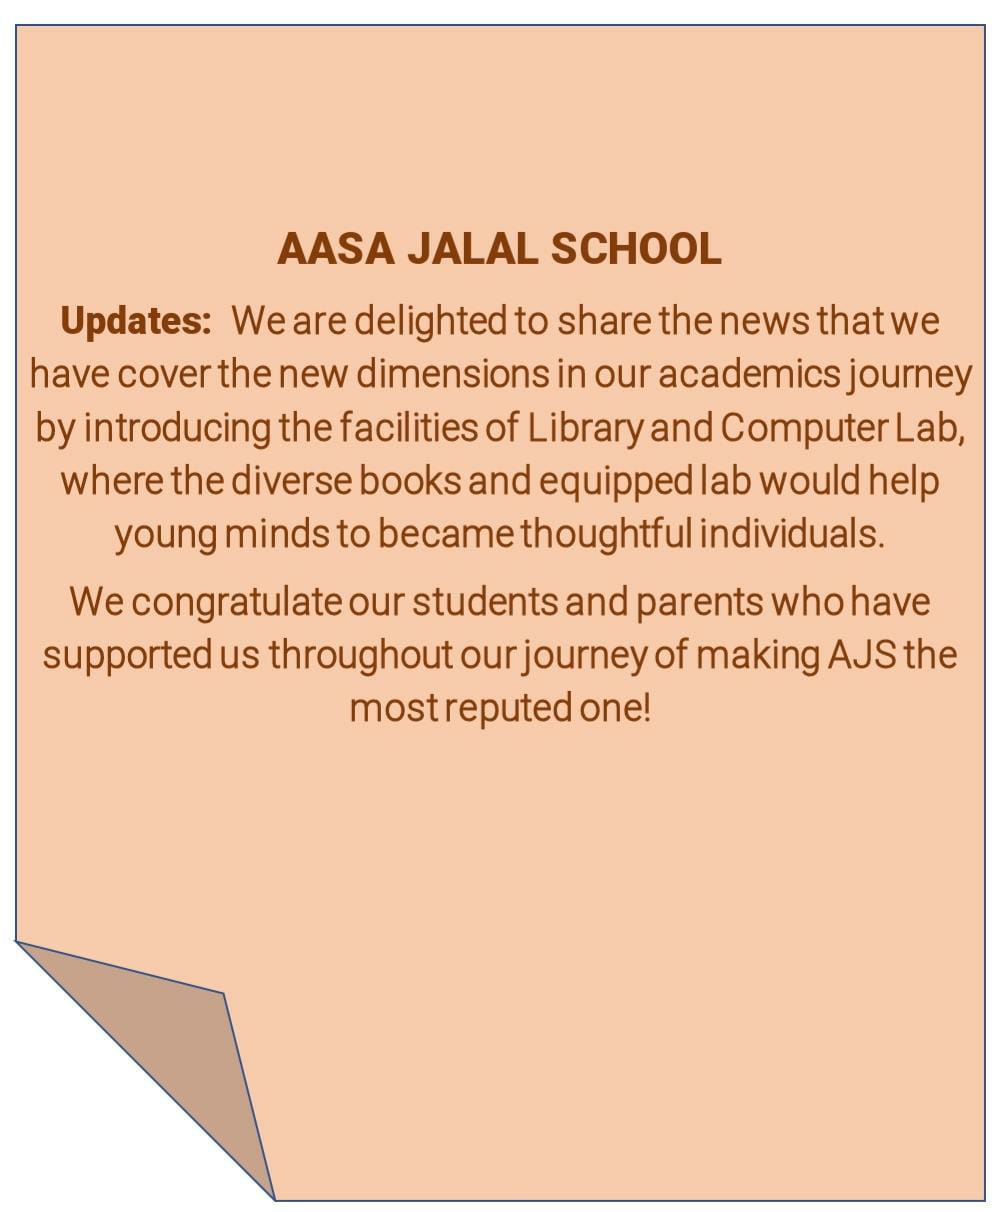 AASA JALAL SCHOOL
Updates: We are delighted to share the news that we
have cover the new dimensions in our academics journey
by introducing the facilities of Library and Computer Lab,
where the diverse books and equipped lab would help
young minds to became thoughtful individuals.
We congratulate our students and parents who have
supported us throughout our journey of making AJS the
most reputed one!